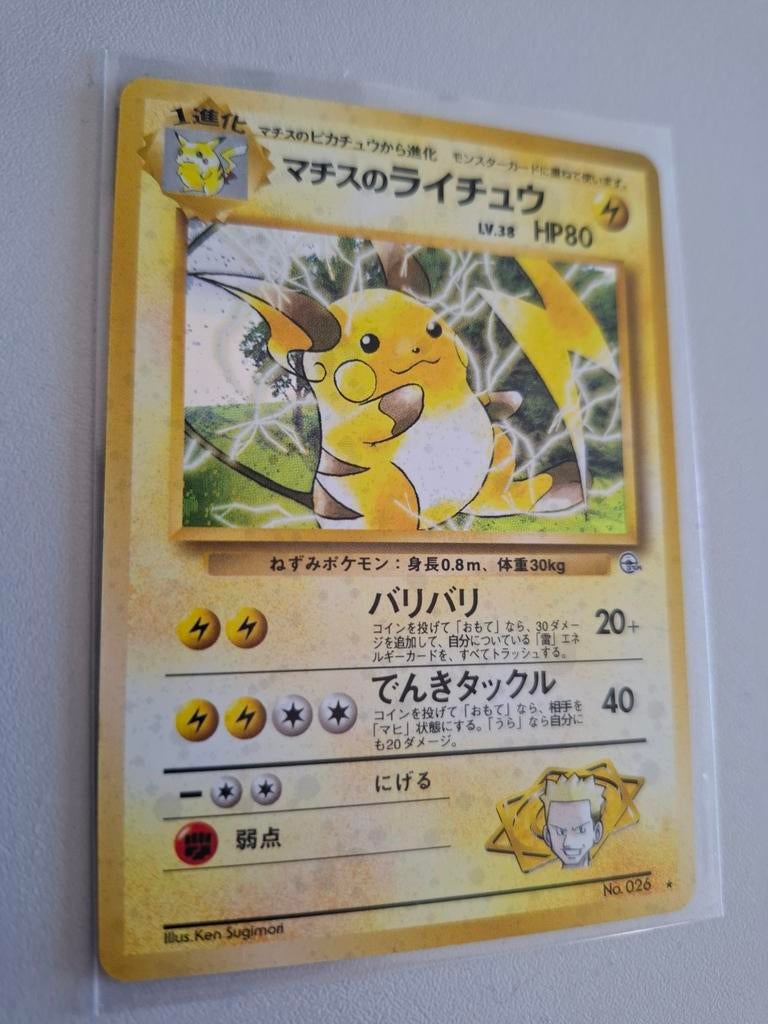 1進化
マチスのピカチュウから進化　モンスターカードに重ねて使います。
マチスのライチュウ
LV.38 HP80
ねずみポケモン：身長0.8m、体重30kg
バリバリ
コインを投げて「おもて」なら、30ダメー
ジを追加して、自分についている「雷」エネ
ルギーカードを、すべてトラッシュする。
20+
でんきタックル
コインを投げて「おもて」なら、相手を
「マヒ」状態にする。「うら」なら自分に
も20ダメージ。
40
にげる
弱点
No. 026 ★
Illus. Ken Sugimori